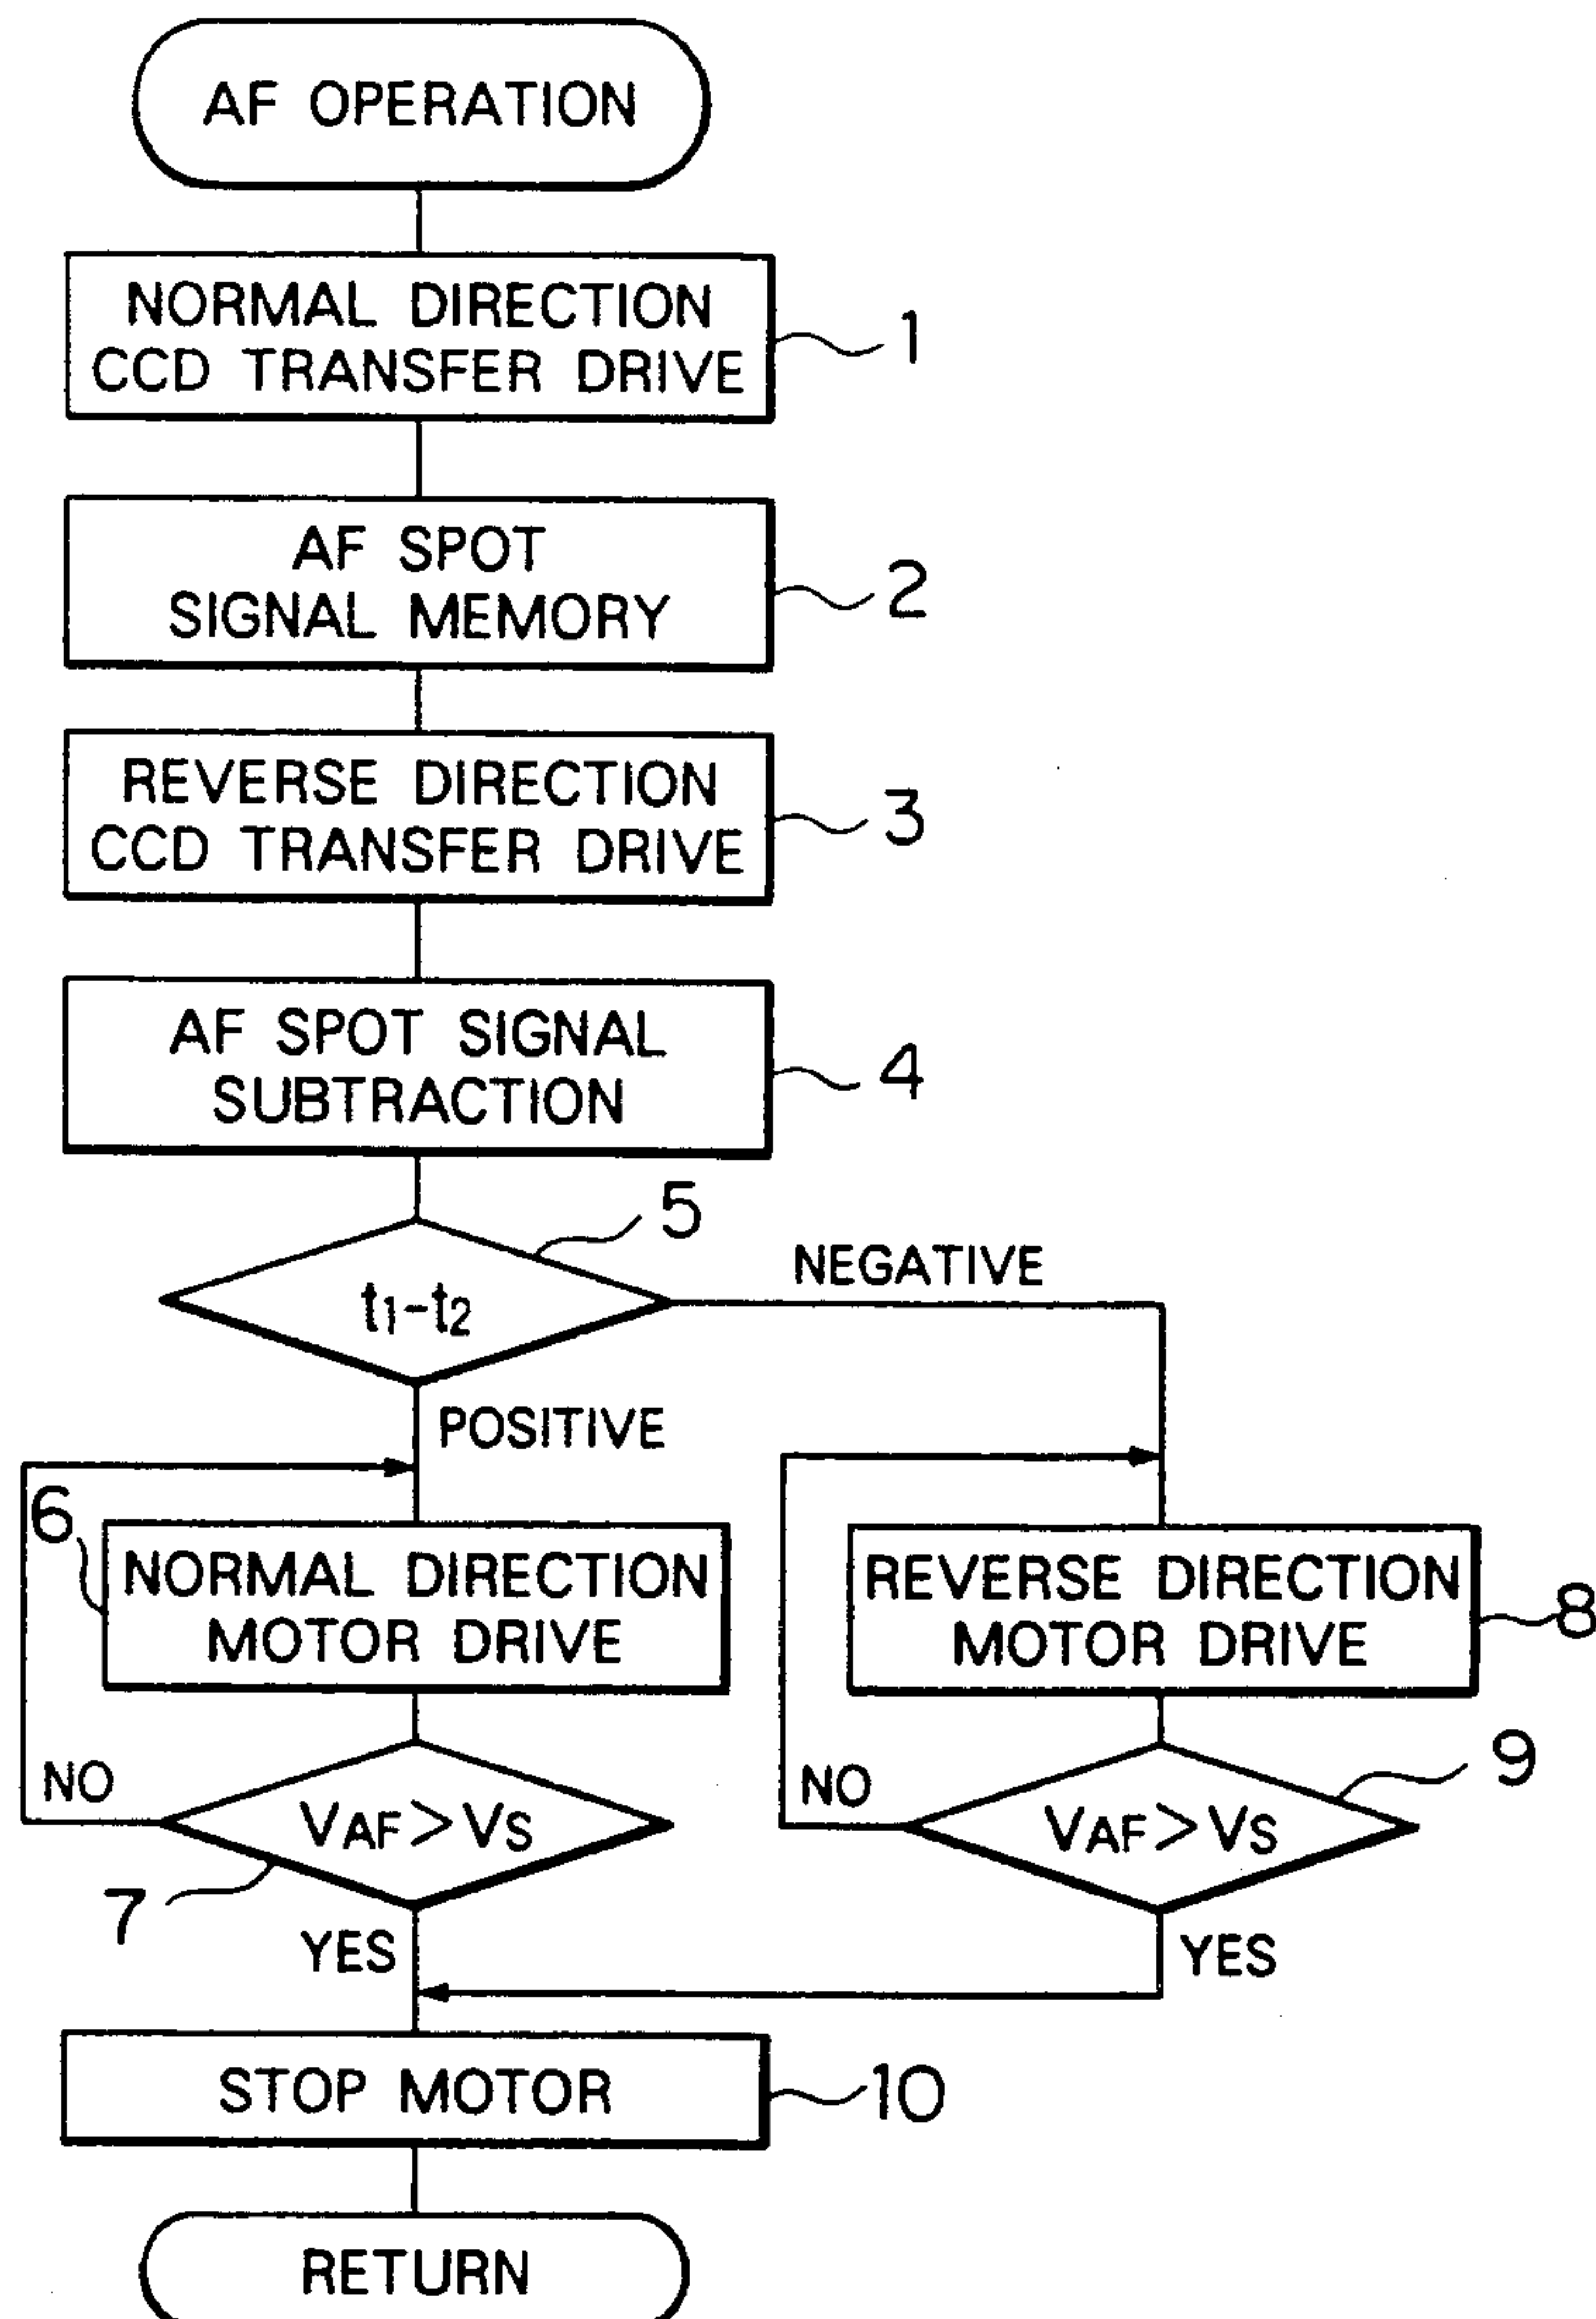 AF OPERATION
NORMAL DIRECTION
CCD TRANSFER DRIVE
1
AF SPOT
SIGNAL MEMORY
2
REVERSE DIRECTION
CCD TRANSFER DRIVE
3
AF SPOT SIGNAL
SUBTRACTION
4
5
t1-t2
NEGATIVE
POSITIVE
6
NORMAL DIRECTION
MOTOR DRIVE
REVERSE DIRECTION
MOTOR DRIVE
8
NO
VAF>VS
7
YES
NO
VAF>VS
9
YES
STOP MOTOR
10
RETURN